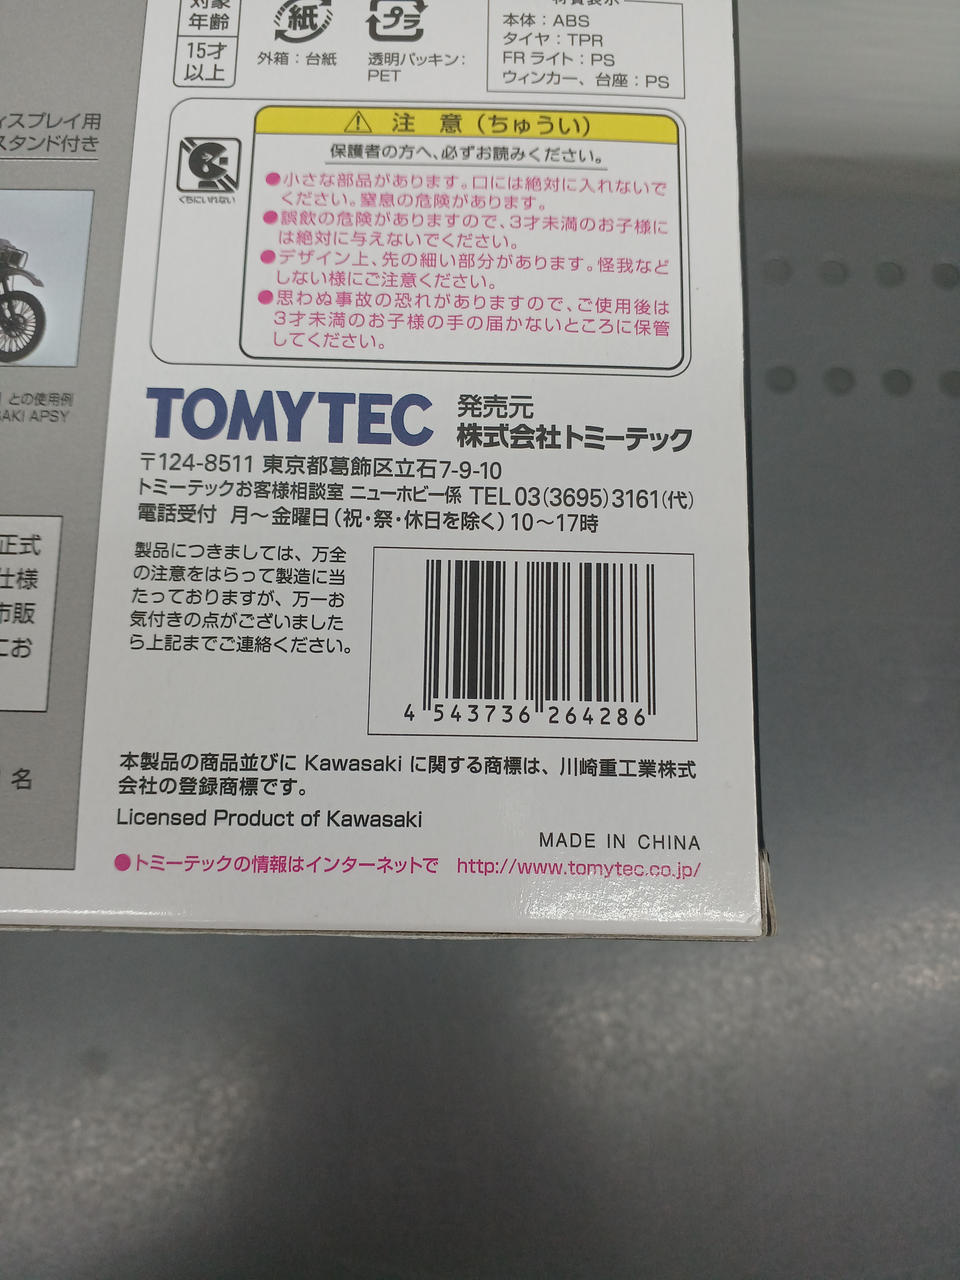 対象
年齢
15才
以上
紙
外箱：台紙
プラ
透明パッキン：
PET
材質表示
本体：ABS
タイヤ：TPR
FRライト：PS
ウィンカー、台座：PS
ィスプレイ用
スタンド付き
との使用例
AKI APSY
正式
仕様
市販
にお
名
注 意（ちゅうい）
保護者の方へ、必ずお読みください。
くちにいれない
●小さな部品があります。口には絶対に入れないで
ください。窒息の危険があります。
●誤飲の危険がありますので、3才未満のお子様に
は絶対に与えないでください。
●デザイン上、先の細い部分があります。怪我など
しない様にご注意ください。
●思わぬ事故の恐れがありますので、ご使用後は
3才未満のお子様の手の届かないところに保管
してください。
TOMYTEC
発売元
株式会社トミーテック
〒124-8511 東京都葛飾区立石7-9-10
トミーテックお客様相談室 ニューホビー係 TEL 03(3695)3161(代)
電話受付 月～金曜日（祝・祭・休日を除く）10～17時
製品につきましては、万全
の注意をはらって製造に当
たっておりますが、万一お
気付きの点がございました
ら上記までご連絡ください。
4 543736 264286
本製品の商品並びに Kawasaki に関する商標は、川崎重工業株式
会社の登録商標です。
Licensed Product of Kawasaki
MADE IN CHINA
●トミーテックの情報はインターネットで http://www.tomytec.co.jp/